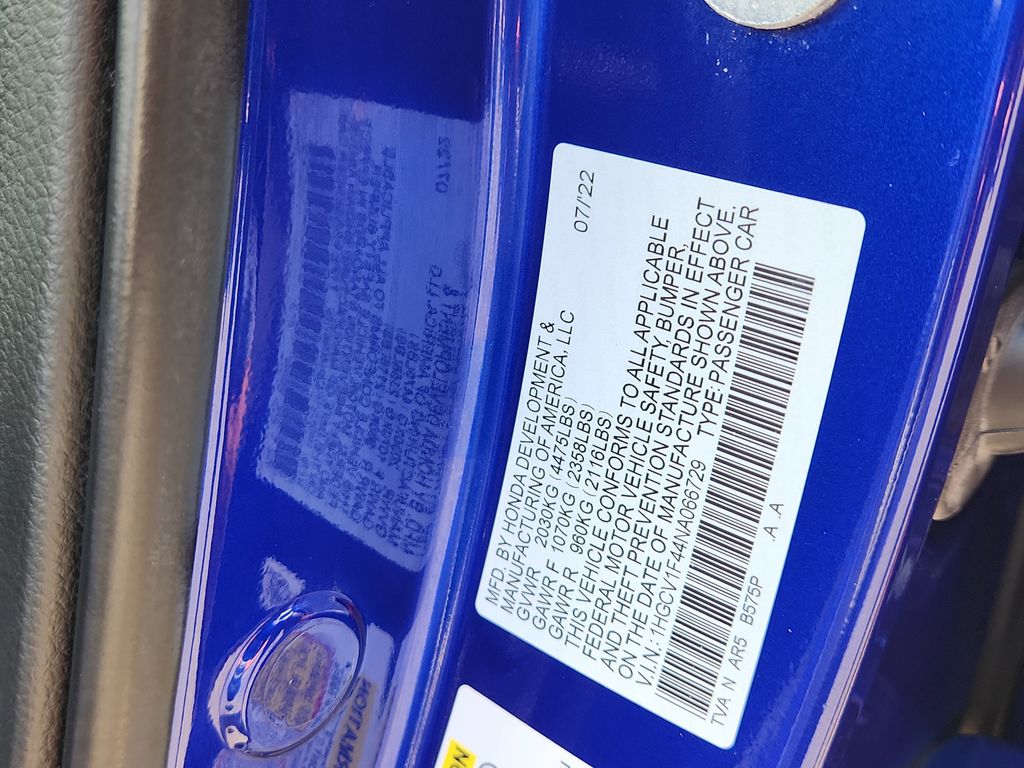 MFD. BY HONDA DEVELOPMENT &
MANUFACTURING OF AMERICA, LLC 07/'22
GVWR 2030KG (4475LBS)
GAWR F 1070KG (2358LBS)
GAWR R 960KG (2116LBS)
THIS VEHICLE CONFORMS TO ALL APPLICABLE
FEDERAL MOTOR VEHICLE SAFETY, BUMPER,
AND THEFT PREVENTION STANDARDS IN EFFECT
ON THE DATE OF MANUFACTURE SHOWN ABOVE.
V.I.N.: 1HGCV1F44NA066729 TYPE:PASSENGER CAR
TVA N AR5 B575P .A .A